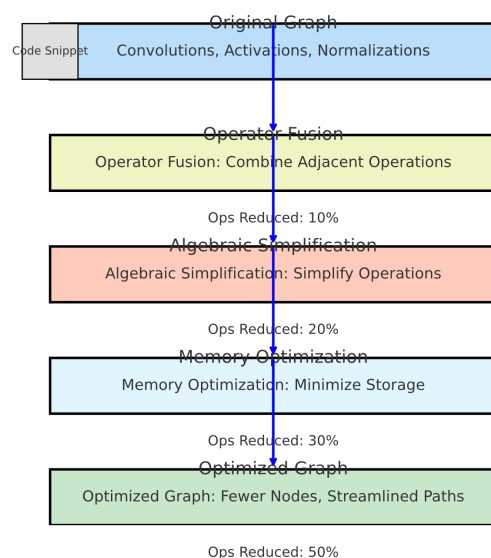 Original Graph
Code Snippet
Convolutions, Activations, Normalizations
Operator Fusion
Operator Fusion: Combine Adjacent Operations
Ops Reduced: 10%
Algebraic Simplification
Algebraic Simplification: Simplify Operations
Ops Reduced: 20%
Memory Optimization
Memory Optimization: Minimize Storage
Ops Reduced: 30%
Optimized Graph
Optimized Graph: Fewer Nodes, Streamlined Paths
Ops Reduced: 50%